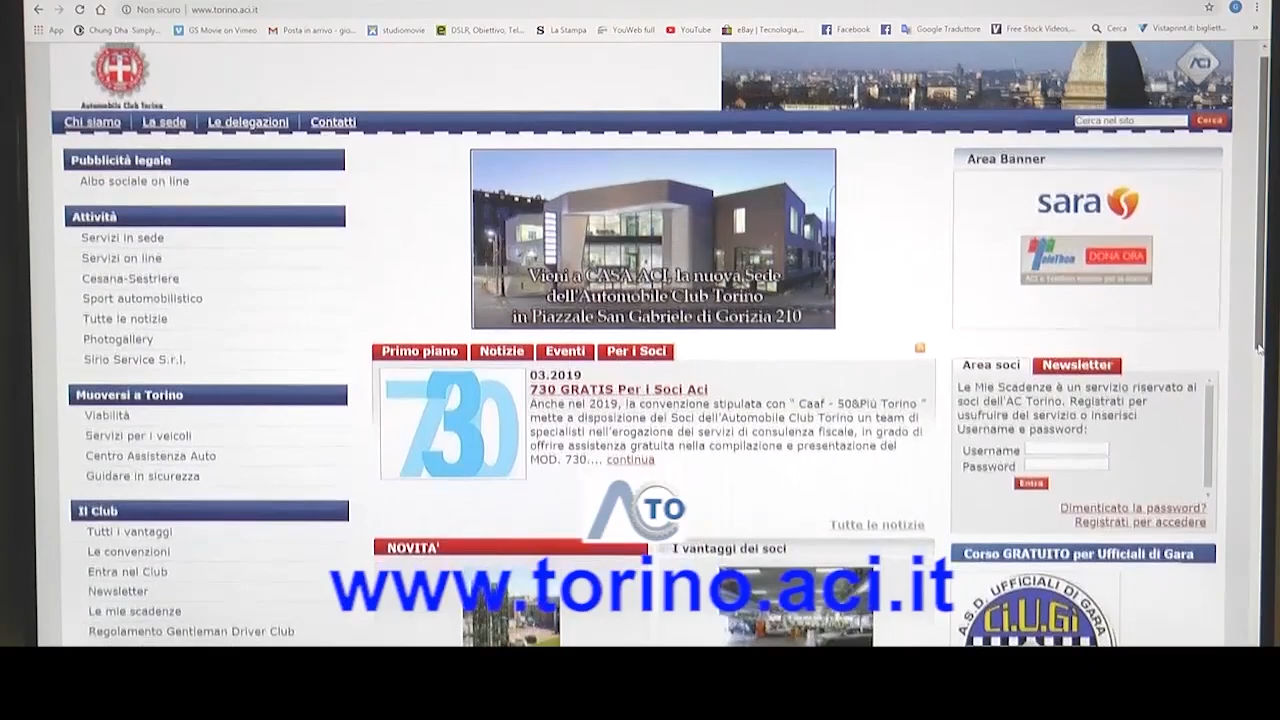 Non sicuro | www.torino.aci.it
App Chung Dha Simply... GS Movie on Vimeo Posta in arrivo - gio... studiomovie DSLR, Obiettivo, Tel... La Stampa YouWeb full YouTube eBay | Tecnologia,... Facebook Google Traduttore Free Stock Videos,... Cerca Vistaprint.it: bigliett...
ACI
Automobile Club Torino
Chi siamo La sede Le delegazioni Contatti Cerca nel sito Cerca
Pubblicità legale
Albo sociale on line
Attività
Servizi in sede
Servizi on line
Cesana-Sestriere
Sport automobilistico
Tutte le notizie
Photogallery
Sirio Service S.r.l.
Muoversi a Torino
Viabilità
Servizi per i veicoli
Centro Assistenza Auto
Guidare in sicurezza
Il Club
Tutti i vantaggi
Le convenzioni
Entra nel Club
Newsletter
Le mie scadenze
Regolamento Gentleman Driver Club
Vieni a CASA ACI, la nuova Sede
dell'Automobile Club Torino
in Piazzale San Gabriele di Gorizia 210
Primo piano Notizie Eventi Per i Soci
730
03.2019
730 GRATIS Per i Soci Aci
Anche nel 2019, la convenzione stipulata con " Caaf - 50&Più Torino "
mette a disposizione dei Soci dell'Automobile Club Torino un team di
specialisti nell'erogazione dei servizi di consulenza fiscale, in grado di
offrire assistenza gratuita nella compilazione e presentazione del
MOD. 730.... continua
Tutte le notizie
NOVITA'
I vantaggi dei soci
Area Banner
sara
TeleThon DONA ORA
Area soci Newsletter
Le Mie Scadenze è un servizio riservato ai
soci dell'AC Torino. Registrati per
usufruire del servizio o inserisci
Username e password:
Username
Password
Entra
Dimenticato la password?
Registrati per accedere
Corso GRATUITO per Ufficiali di Gara
A.S.D. UFFICIALI DI GARA
Ci.U.Gi
TO
www.torino.aci.it